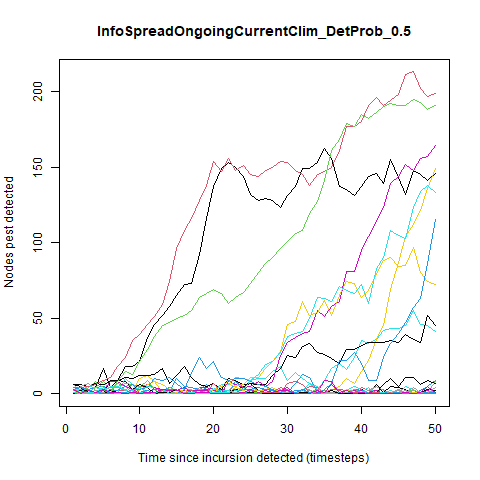 InfoSpreadOngoingCurrentClim_DetProb_0.5
Nodes pest detected
200
150
100
50
0
0 10 20 30 40 50
Time since incursion detected (timesteps)